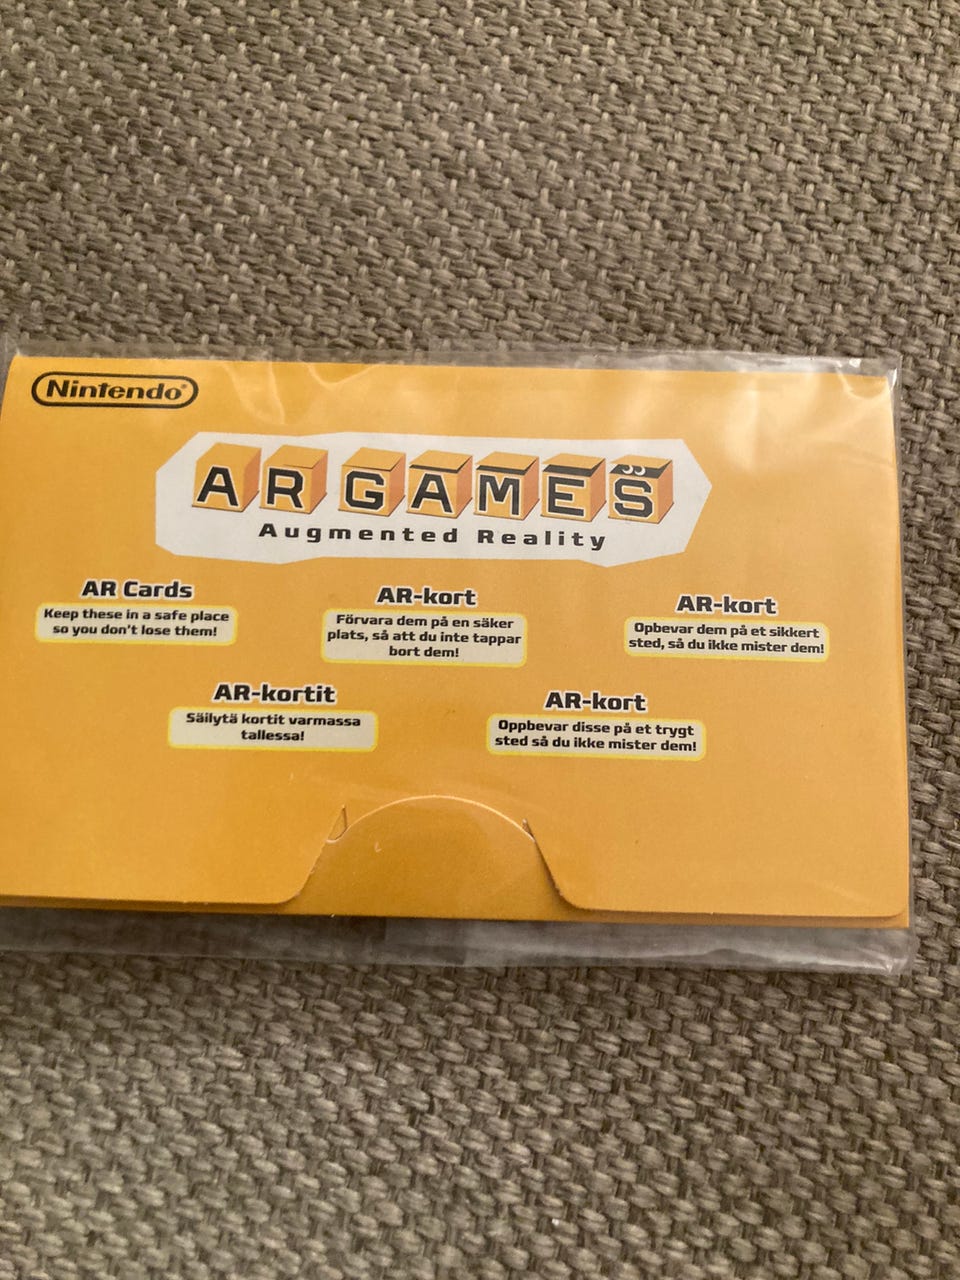 Nintendo®
AR GAMES
Augmented Reality
AR Cards
Keep these in a safe place
so you don't lose them!
AR-kort
Förvara dem på en säker
plats, så att du inte tappar
bort dem!
AR-kort
Opbevar dem på et sikkert
sted, så du ikke mister dem!
AR-kortit
Säilytä kortit varmassa
tallessa!
AR-kort
Oppbevar disse på et trygt
sted så du ikke mister dem!